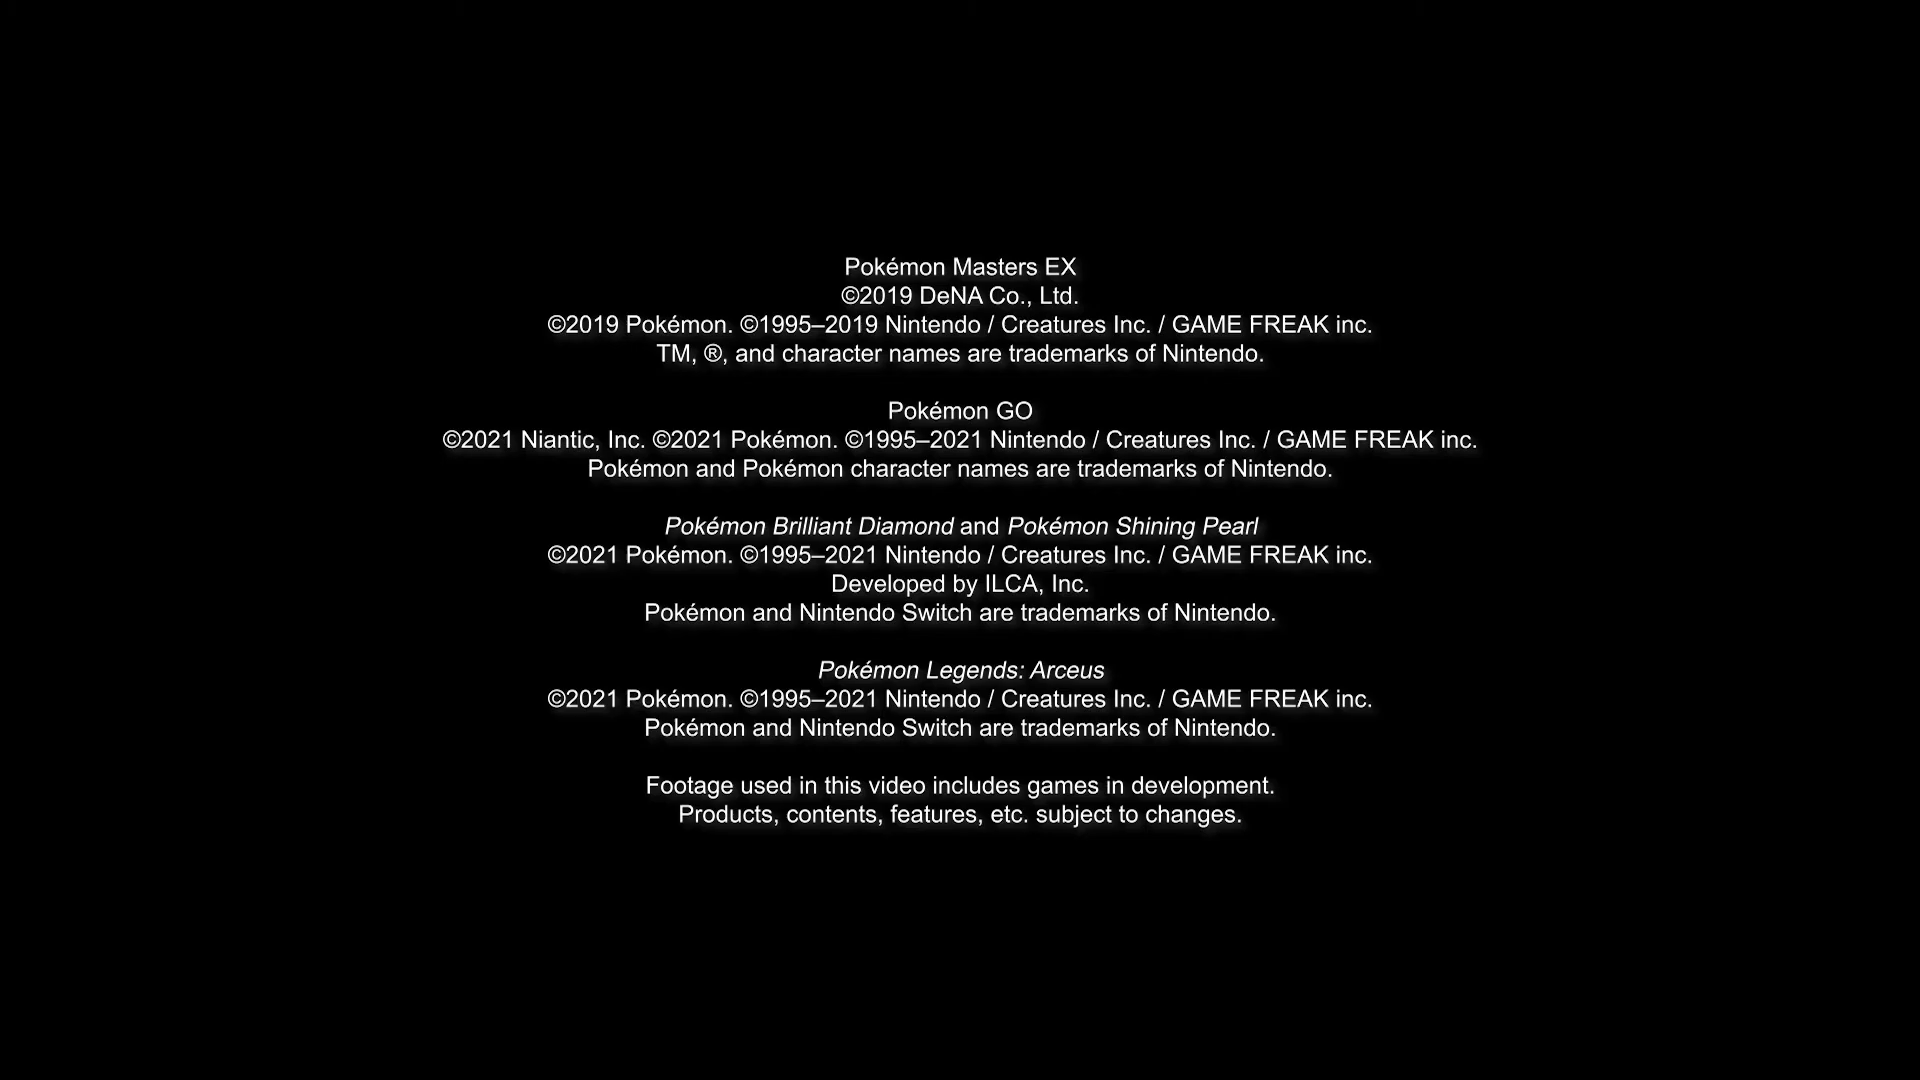 Pokémon Masters EX
©2019 DeNA Co., Ltd.
©2019 Pokémon. ©1995–2019 Nintendo / Creatures Inc. / GAME FREAK inc.
TM, ®, and character names are trademarks of Nintendo.
Pokémon GO
©2021 Niantic, Inc. ©2021 Pokémon. ©1995–2021 Nintendo / Creatures Inc. / GAME FREAK inc.
Pokémon and Pokémon character names are trademarks of Nintendo.
Pokémon Brilliant Diamond and Pokémon Shining Pearl
©2021 Pokémon. ©1995–2021 Nintendo / Creatures Inc. / GAME FREAK inc.
Developed by ILCA, Inc.
Pokémon and Nintendo Switch are trademarks of Nintendo.
Pokémon Legends: Arceus
©2021 Pokémon. ©1995–2021 Nintendo / Creatures Inc. / GAME FREAK inc.
Pokémon and Nintendo Switch are trademarks of Nintendo.
Footage used in this video includes games in development.
Products, contents, features, etc. subject to changes.